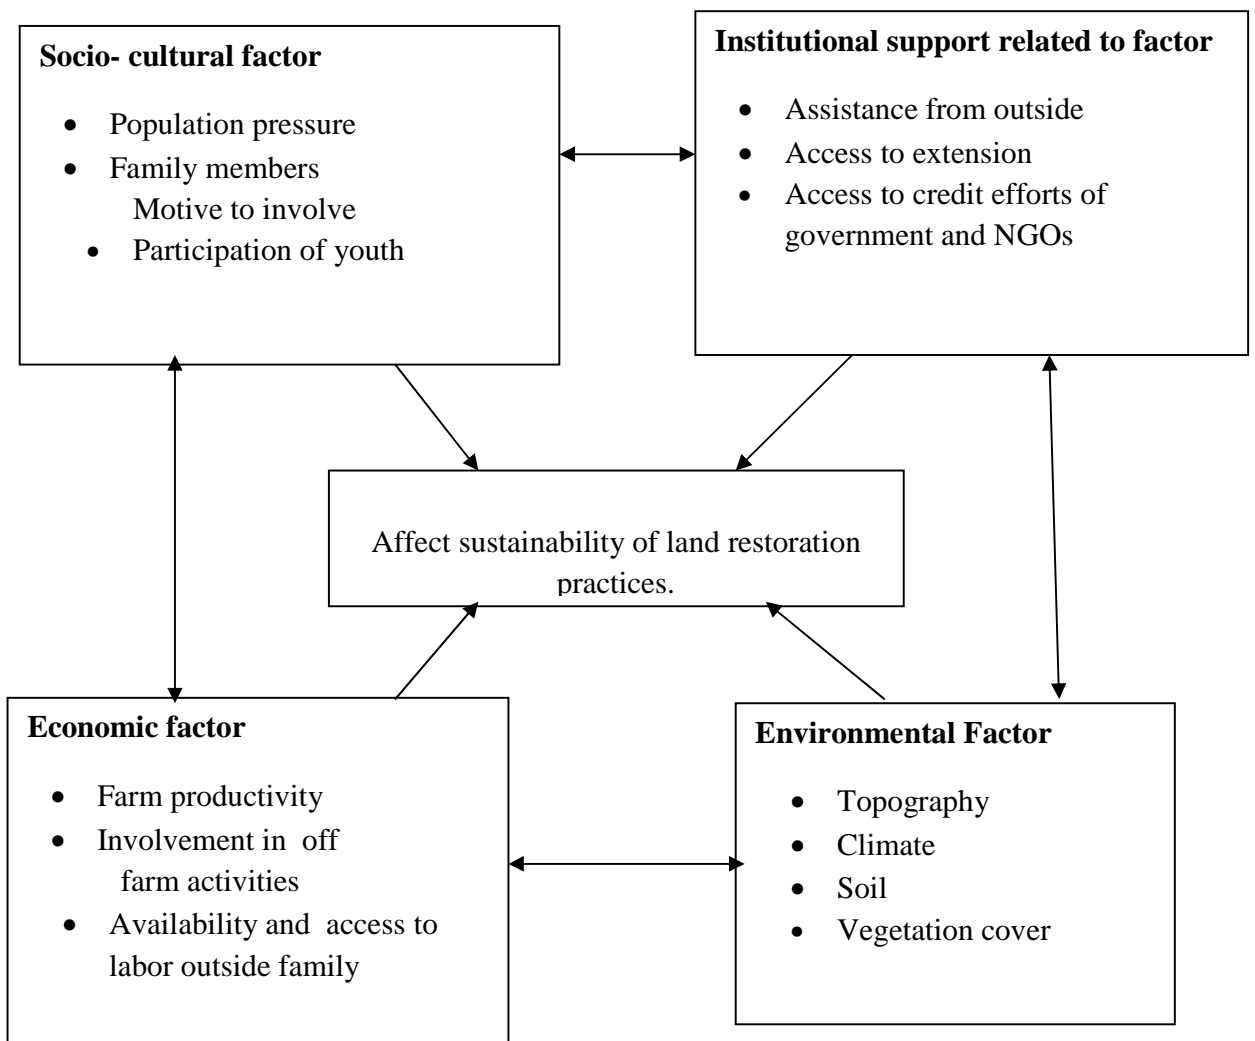 Socio- cultural factor
• Population pressure
• Family members
Motive to involve
• Participation of youth
Institutional support related to factor
• Assistance from outside
• Access to extension
• Access to credit efforts of
government and NGOs
Affect sustainability of land restoration
practices.
Economic factor
• Farm productivity
• Involvement in off
farm activities
• Availability and access to
labor outside family
Environmental Factor
• Topography
• Climate
• Soil
• Vegetation cover